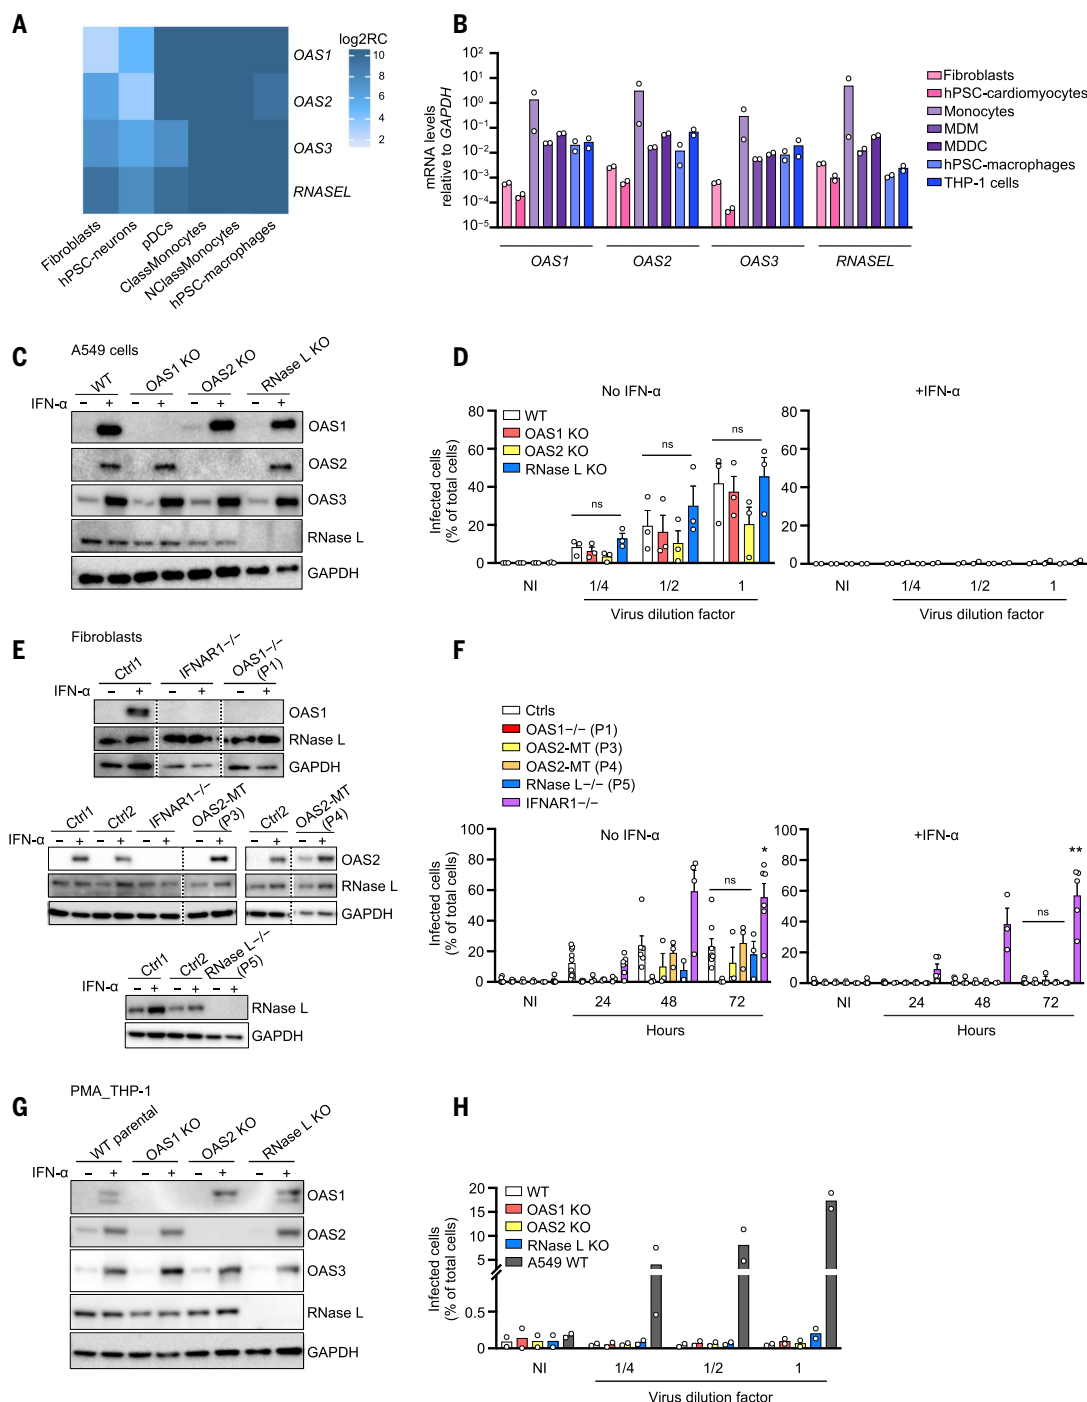 A
log2RC
10
8
6
4
2
OAS1
OAS2
OAS3
RNASEL
Fibroblasts
hPSC-neurons
pDCs
ClassMonocytes
NClassMonocytes
hPSC-macrophages
B
mRNA levels
relative to GAPDH
10²
10¹
10⁰
10⁻¹
10⁻²
10⁻³
10⁻⁴
10⁻⁵
OAS1 OAS2 OAS3 RNASEL
Fibroblasts
hPSC-cardiomyocytes
Monocytes
MDM
MDDC
hPSC-macrophages
THP-1 cells
C
A549 cells
WT OAS1 KO OAS2 KO RNase L KO
IFN-α – + – + – + – +
OAS1
OAS2
OAS3
RNase L
GAPDH
D
No IFN-α
Infected cells
(% of total cells)
80
60
40
20
0
WT
OAS1 KO
OAS2 KO
RNase L KO
ns ns ns
NI 1/4 1/2 1
Virus dilution factor
+IFN-α
80
60
40
20
0
NI 1/4 1/2 1
Virus dilution factor
E
Fibroblasts
Ctrl1 IFNAR1−/− OAS1−/− (P1)
IFN-α – + – + – +
OAS1
RNase L
GAPDH
Ctrl1 Ctrl2 IFNAR1−/− OAS2-MT (P3) Ctrl2 OAS2-MT (P4)
IFN-α – + – + – + – + – + – +
OAS2
RNase L
GAPDH
Ctrl1 Ctrl2 RNase L−/− (P5)
IFN-α – + – + – +
RNase L
GAPDH
F
Ctrls
OAS1−/− (P1)
OAS2-MT (P3)
OAS2-MT (P4)
RNase L−/− (P5)
IFNAR1−/−
No IFN-α
Infected cells
(% of total cells)
100
80
60
40
20
0
ns *
NI 24 48 72
Hours
+IFN-α
100
80
60
40
20
0
ns **
NI 24 48 72
Hours
G
PMA_THP-1
WT parental OAS1 KO OAS2 KO RNase L KO
IFN-α – + – + – + – +
OAS1
OAS2
OAS3
RNase L
GAPDH
H
Infected cells
(% of total cells)
20
15
10
5
0.5
0
WT
OAS1 KO
OAS2 KO
RNase L KO
A549 WT
NI 1/4 1/2 1
Virus dilution factor